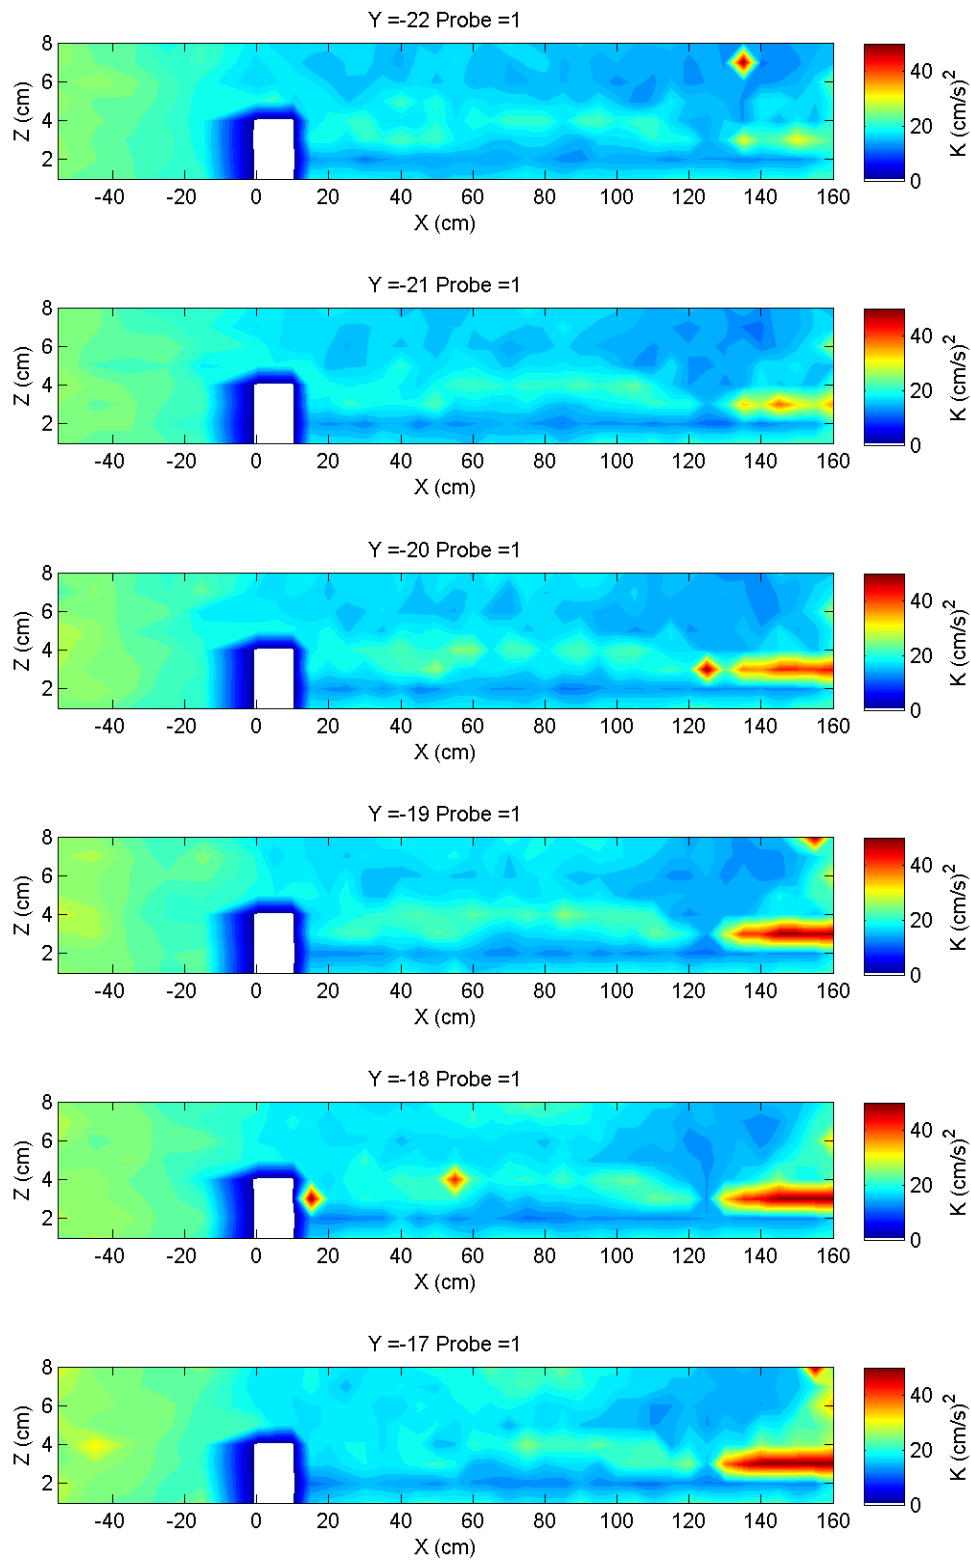 Y =-22 Probe =1
8
6
4
2
Z (cm)
-40 -20 0 20 40 60 80 100 120 140 160
X (cm)
40
20
0
K (cm/s)²
Y =-21 Probe =1
8
6
4
2
Z (cm)
-40 -20 0 20 40 60 80 100 120 140 160
X (cm)
40
20
0
K (cm/s)²
Y =-20 Probe =1
8
6
4
2
Z (cm)
-40 -20 0 20 40 60 80 100 120 140 160
X (cm)
40
20
0
K (cm/s)²
Y =-19 Probe =1
8
6
4
2
Z (cm)
-40 -20 0 20 40 60 80 100 120 140 160
X (cm)
40
20
0
K (cm/s)²
Y =-18 Probe =1
8
6
4
2
Z (cm)
-40 -20 0 20 40 60 80 100 120 140 160
X (cm)
40
20
0
K (cm/s)²
Y =-17 Probe =1
8
6
4
2
Z (cm)
-40 -20 0 20 40 60 80 100 120 140 160
X (cm)
40
20
0
K (cm/s)²